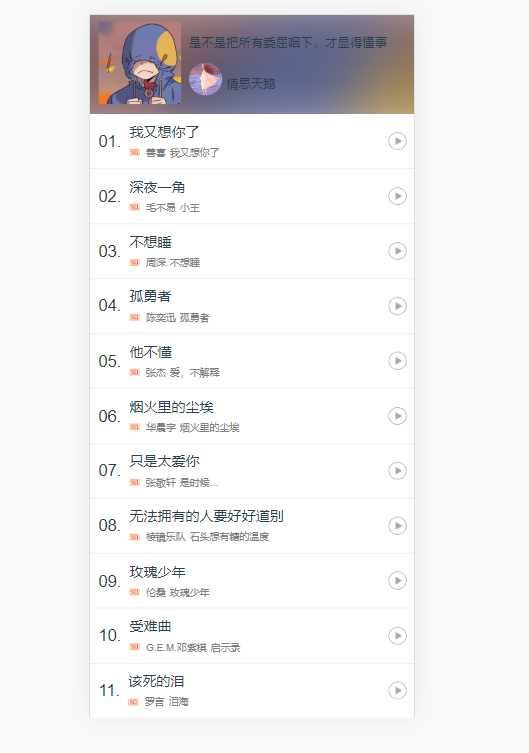 是不是把所有委屈咽下，才显得懂事
情思天鹅
01. 我又想你了
SQ 善喜 我又想你了
02. 深夜一角
SQ 毛不易 小王
03. 不想睡
SQ 周深 不想睡
04. 孤勇者
SQ 陈奕迅 孤勇者
05. 他不懂
SQ 张杰 爱，不解释
06. 烟火里的尘埃
SQ 华晨宇 烟火里的尘埃
07. 只是太爱你
SQ 张敬轩 是时候...
08. 无法拥有的人要好好道别
SQ 棱镜乐队 石头想有糖的温度
09. 玫瑰少年
SQ 伦桑 玫瑰少年
10. 受难曲
SQ G.E.M.邓紫棋 启示录
11. 该死的泪
SQ 罗言 泪海